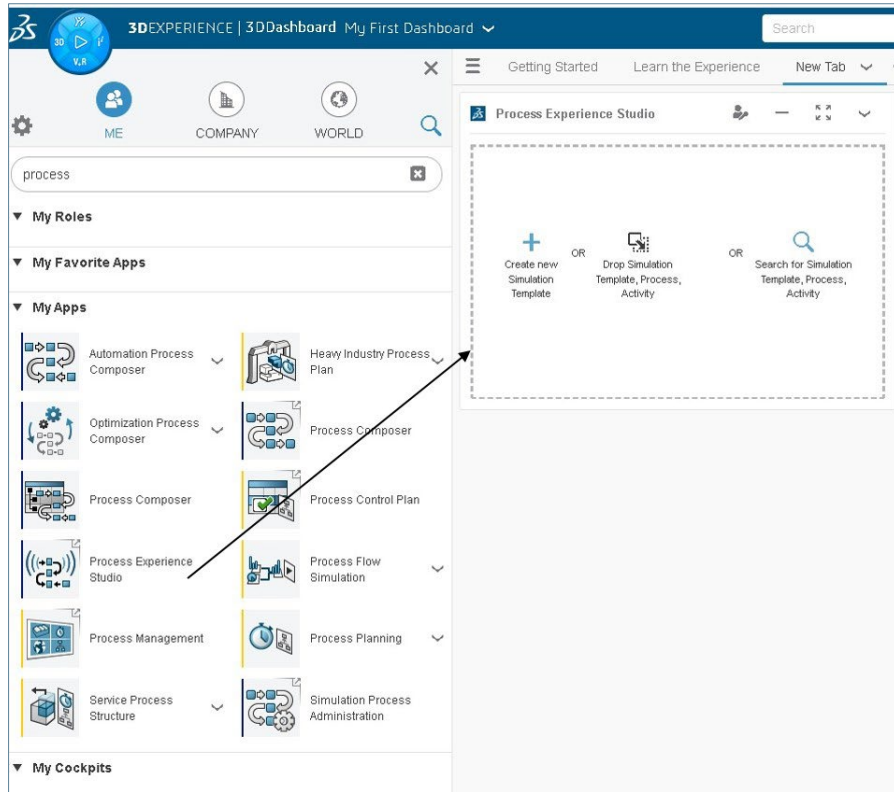 3DEXPERIENCE | 3DDashboard My First Dashboard
Search
3D
V.R
ME
COMPANY
WORLD
process
My Roles
My Favorite Apps
My Apps
Automation Process
Composer
Heavy Industry Process
Plan
Optimization Process
Composer
Process Composer
Process Composer
Process Control Plan
Process Experience
Studio
Process Flow
Simulation
Process Management
Process Planning
Service Process
Structure
Simulation Process
Administration
My Cockpits
Getting Started
Learn the Experience
New Tab
Process Experience Studio
Create new
Simulation
Template
OR
Drop Simulation
Template, Process,
Activity
OR
Search for Simulation
Template, Process,
Activity